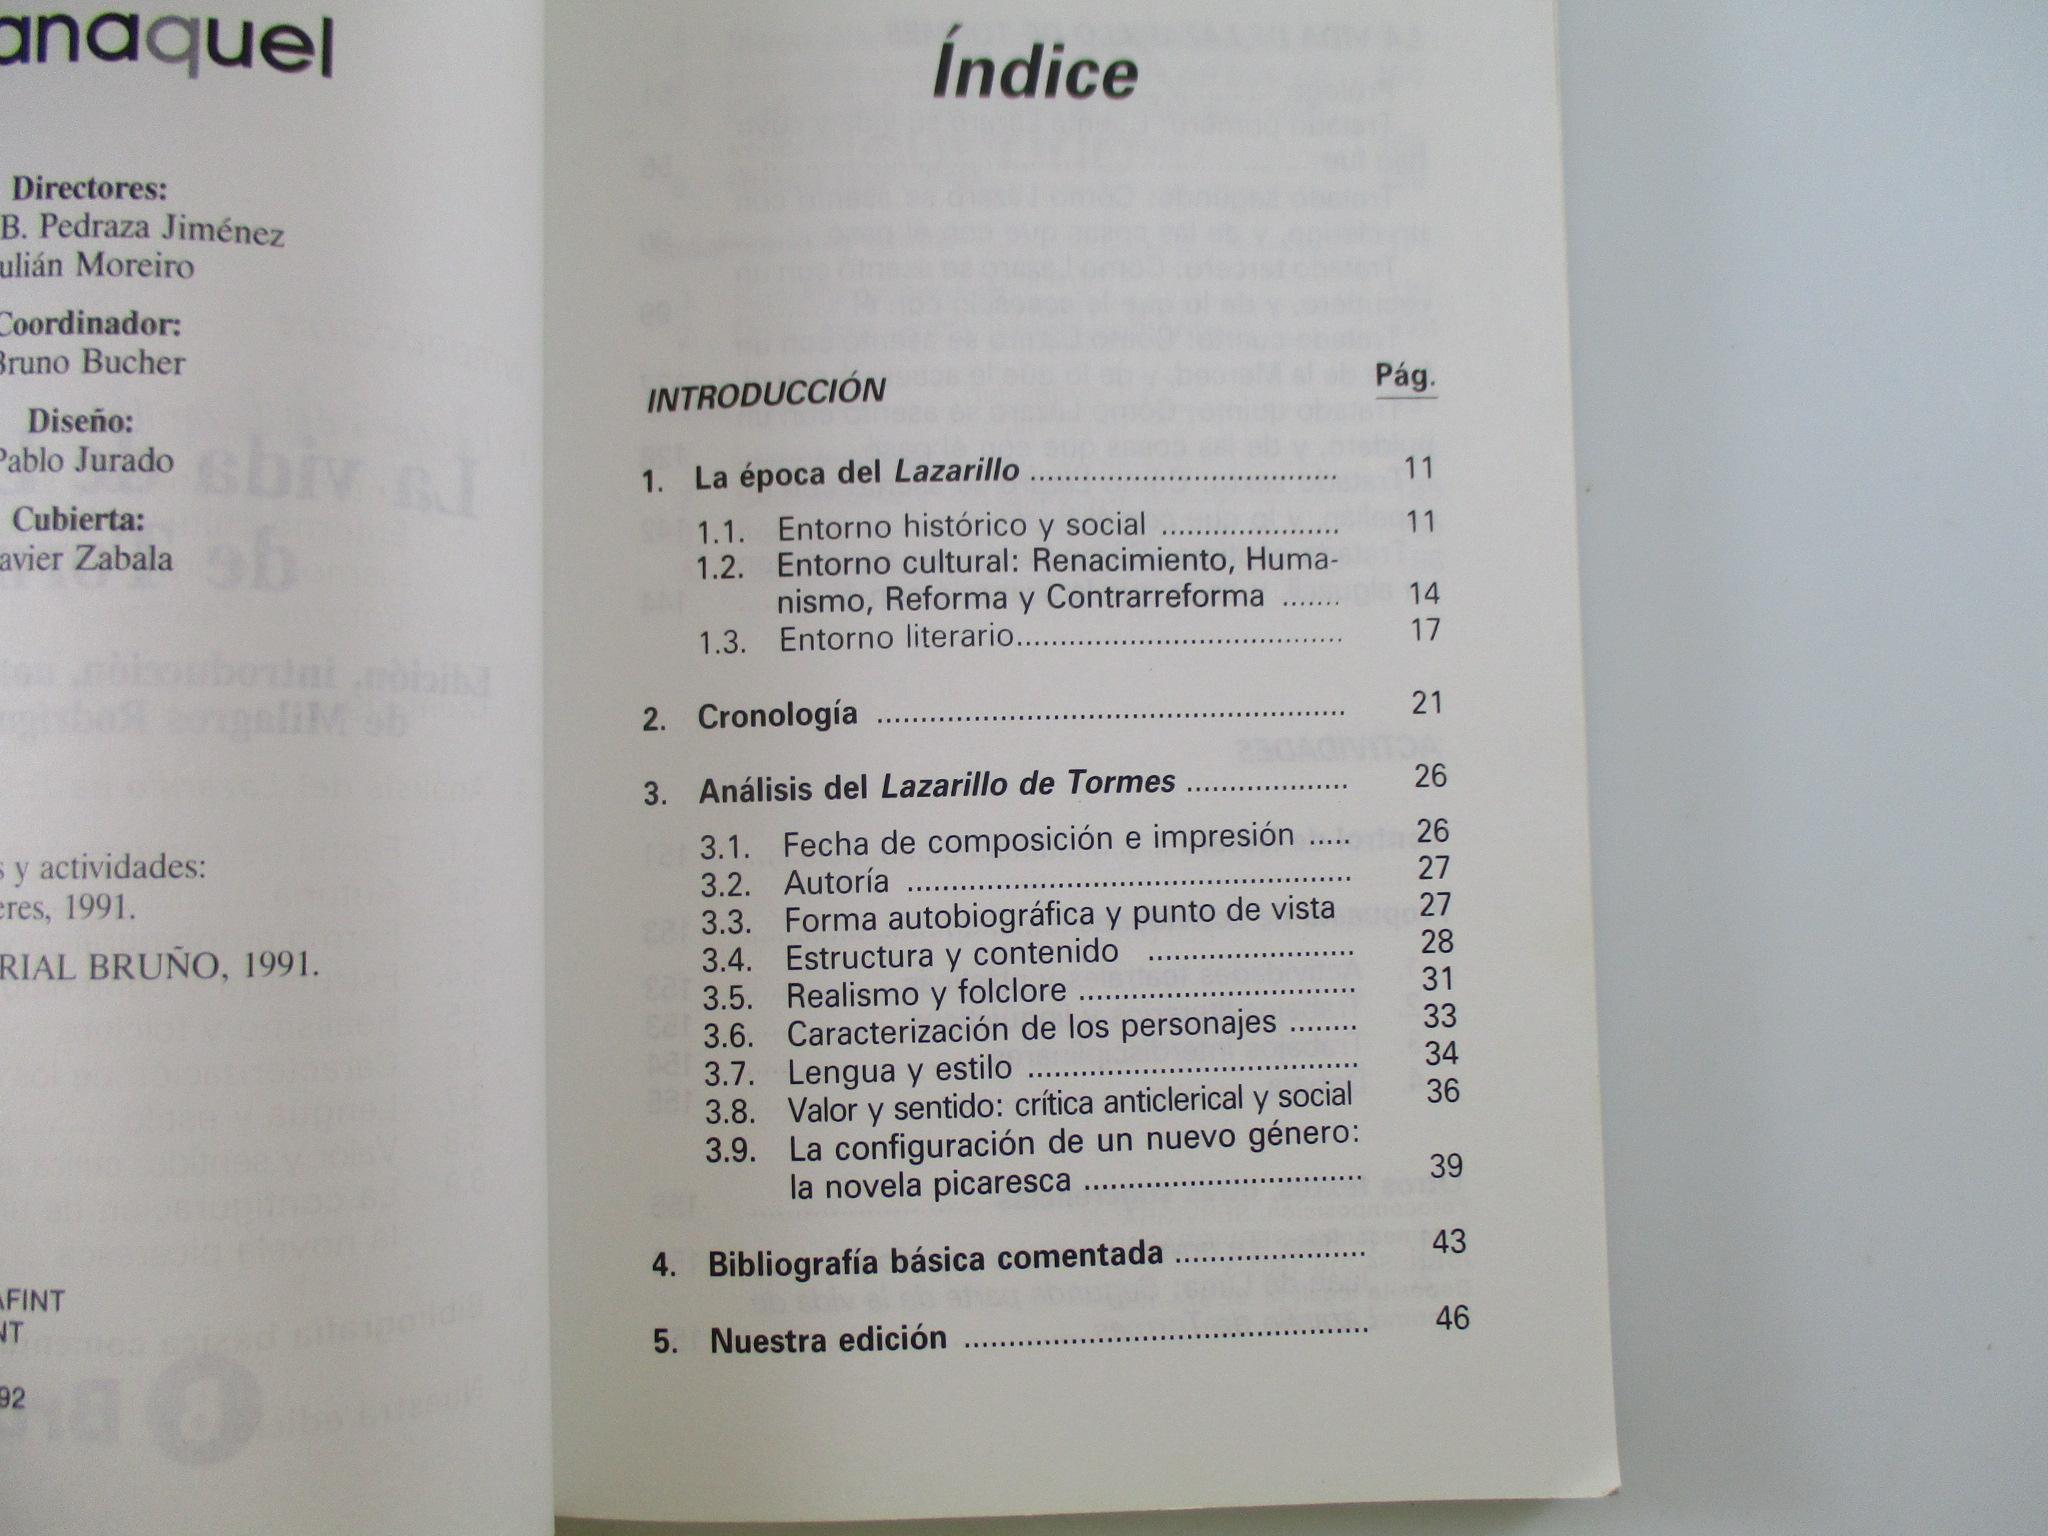 anaquel
Directores:
B. Pedraza Jiménez
ulián Moreiro
Coordinador:
Bruno Bucher
Diseño:
Pablo Jurado
Cubierta:
avier Zabala
s y actividades:
eres, 1991.
RIAL BRUÑO, 1991.
AFINT
NT
92
Índice
Pág.
INTRODUCCIÓN
1. La época del Lazarillo .................................. 11
1.1. Entorno histórico y social .................... 11
1.2. Entorno cultural: Renacimiento, Huma-
nismo, Reforma y Contrarreforma ....... 14
1.3. Entorno literario..................................... 17
2. Cronología ..................................................... 21
3. Análisis del Lazarillo de Tormes ................... 26
3.1. Fecha de composición e impresión ..... 26
3.2. Autoría .................................................. 27
3.3. Forma autobiográfica y punto de vista 27
3.4. Estructura y contenido ....................... 28
3.5. Realismo y folclore ............................... 31
3.6. Caracterización de los personajes ........ 33
3.7. Lengua y estilo ..................................... 34
3.8. Valor y sentido: crítica anticlerical y social 36
3.9. La configuración de un nuevo género:
la novela picaresca ............................... 39
4. Bibliografía básica comentada ...................... 43
5. Nuestra edición .............................................. 46